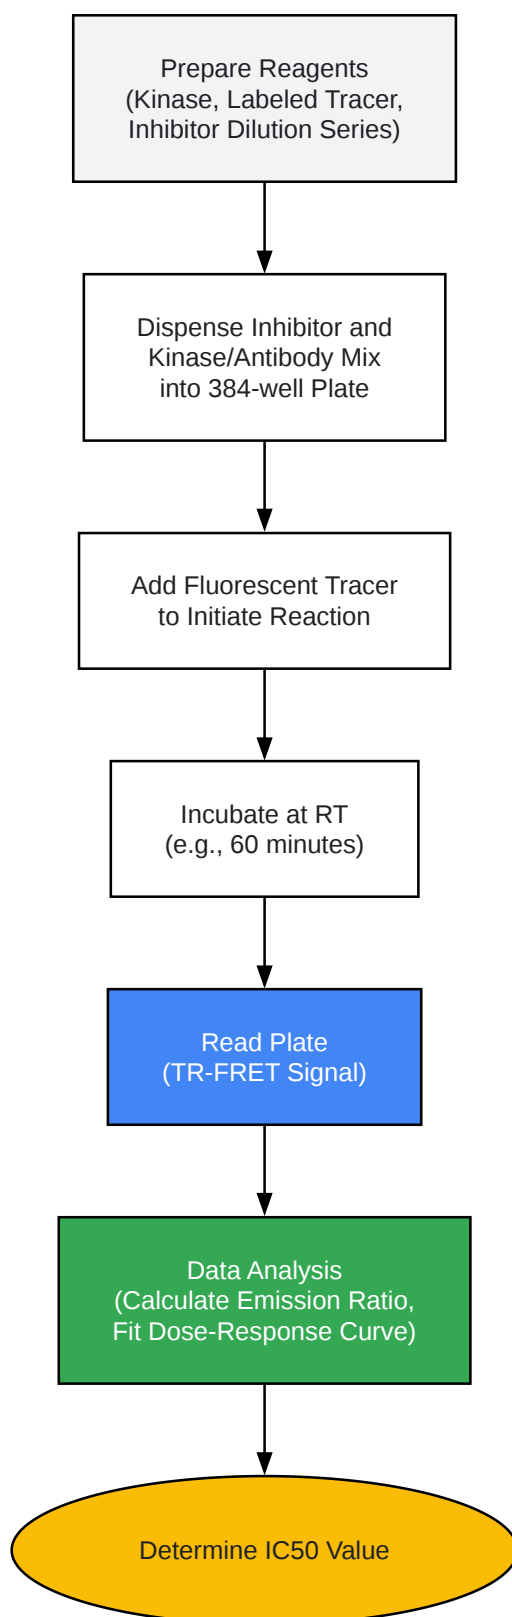 Prepare Reagents
(Kinase, Labeled Tracer,
Inhibitor Dilution Series)
Dispense Inhibitor and
Kinase/Antibody Mix
into 384-well Plate
Add Fluorescent Tracer
to Initiate Reaction
Incubate at RT
(e.g., 60 minutes)
Read Plate
(TR-FRET Signal)
Data Analysis
(Calculate Emission Ratio,
Fit Dose-Response Curve)
Determine IC50 Value